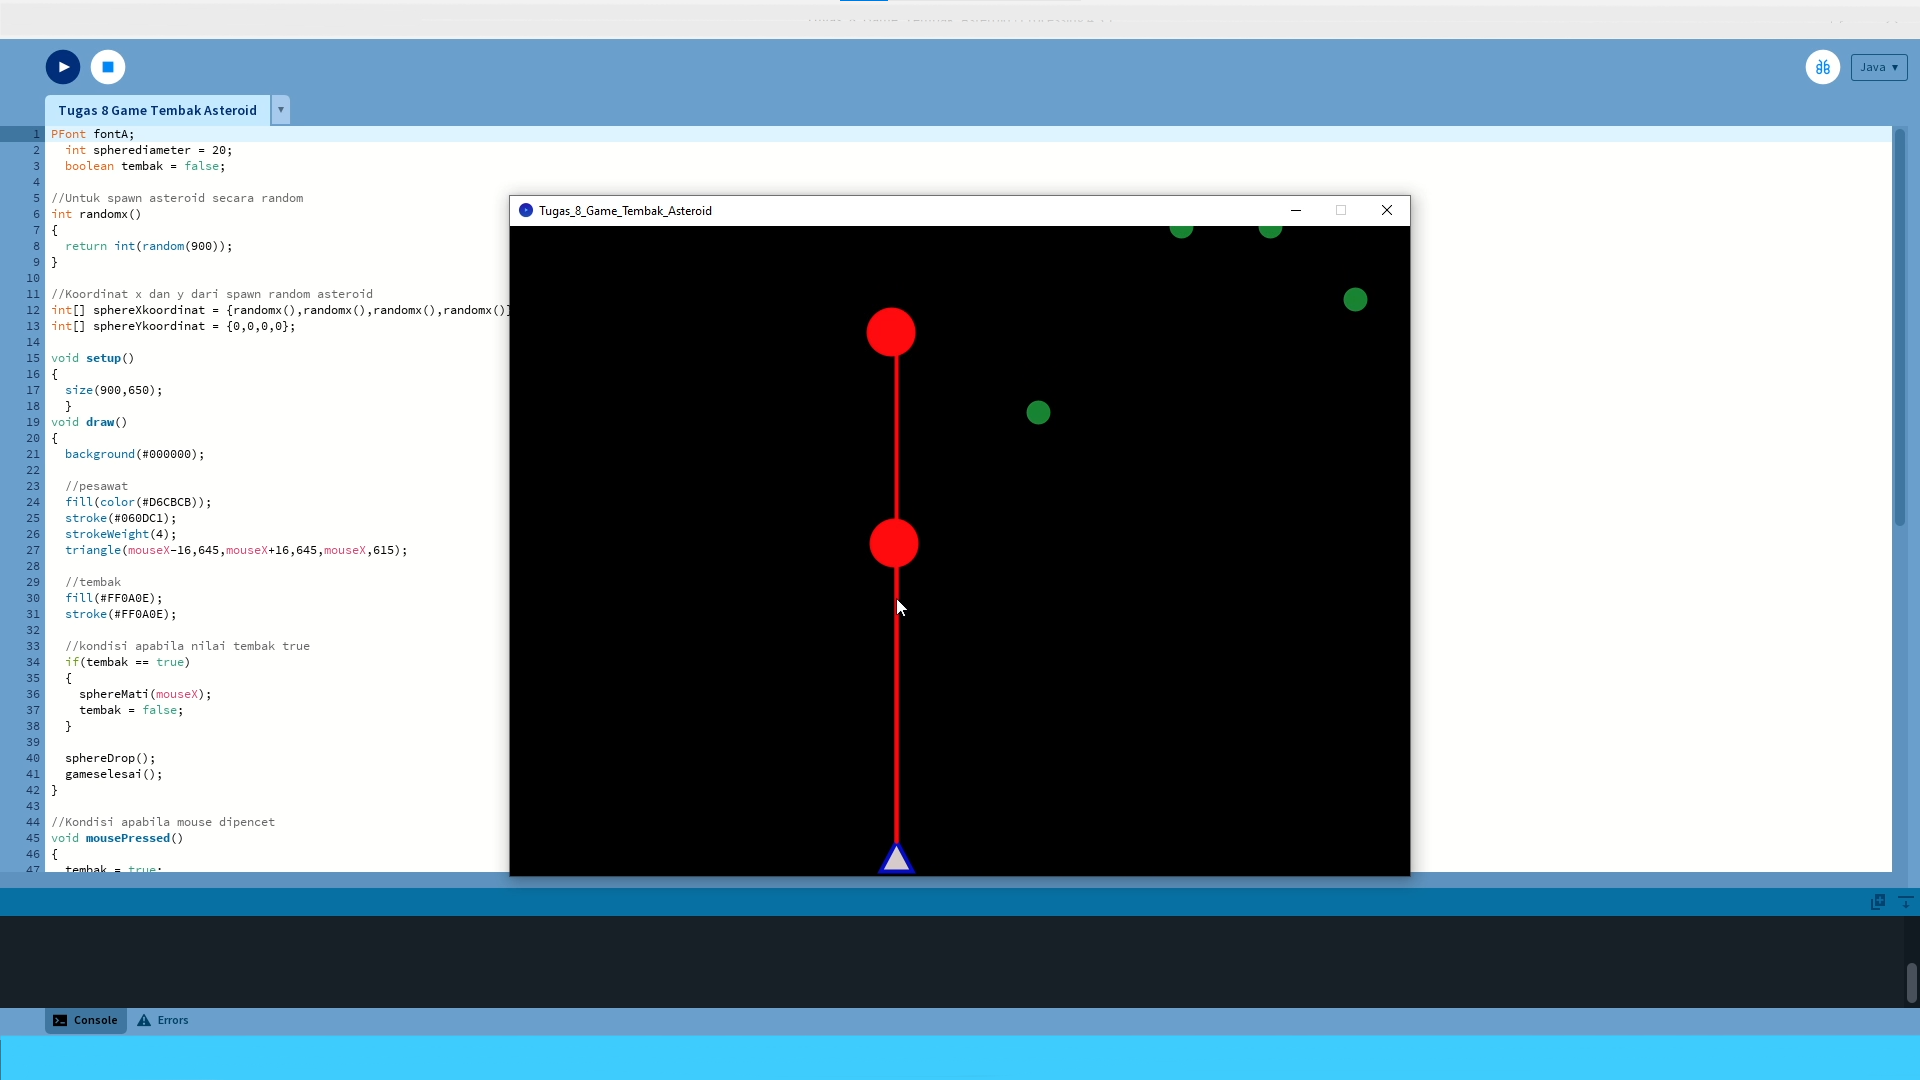 Java ▾
Tugas 8 Game Tembak Asteroid
▾
1 PFont fontA;
2 int spherediameter = 20;
3 boolean tembak = false;
4
5 //Untuk spawn asteroid secara random
6 int randomx()
7 {
8 return int(random(900));
9 }
10
11 //Koordinat x dan y dari spawn random asteroid
12 int[] sphereXkoordinat = {randomx(),randomx(),randomx(),randomx()}
13 int[] sphereYkoordinat = {0,0,0,0};
14
15 void setup()
16 {
17 size(900,650);
18 }
19 void draw()
20 {
21 background(#000000);
22
23 //pesawat
24 fill(color(#D6CBCB));
25 stroke(#060DC1);
26 strokeWeight(4);
27 triangle(mouseX-16,645,mouseX+16,645,mouseX,615);
28
29 //tembak
30 fill(#FF0A0E);
31 stroke(#FF0A0E);
32
33 //kondisi apabila nilai tembak true
34 if(tembak == true)
35 {
36 sphereMati(mouseX);
37 tembak = false;
38 }
39
40 sphereDrop();
41 gameselesai();
42 }
43
44 //Kondisi apabila mouse dipencet
45 void mousePressed()
46 {
47 tembak = true;
Tugas_8_Game_Tembak_Asteroid
Console
Errors